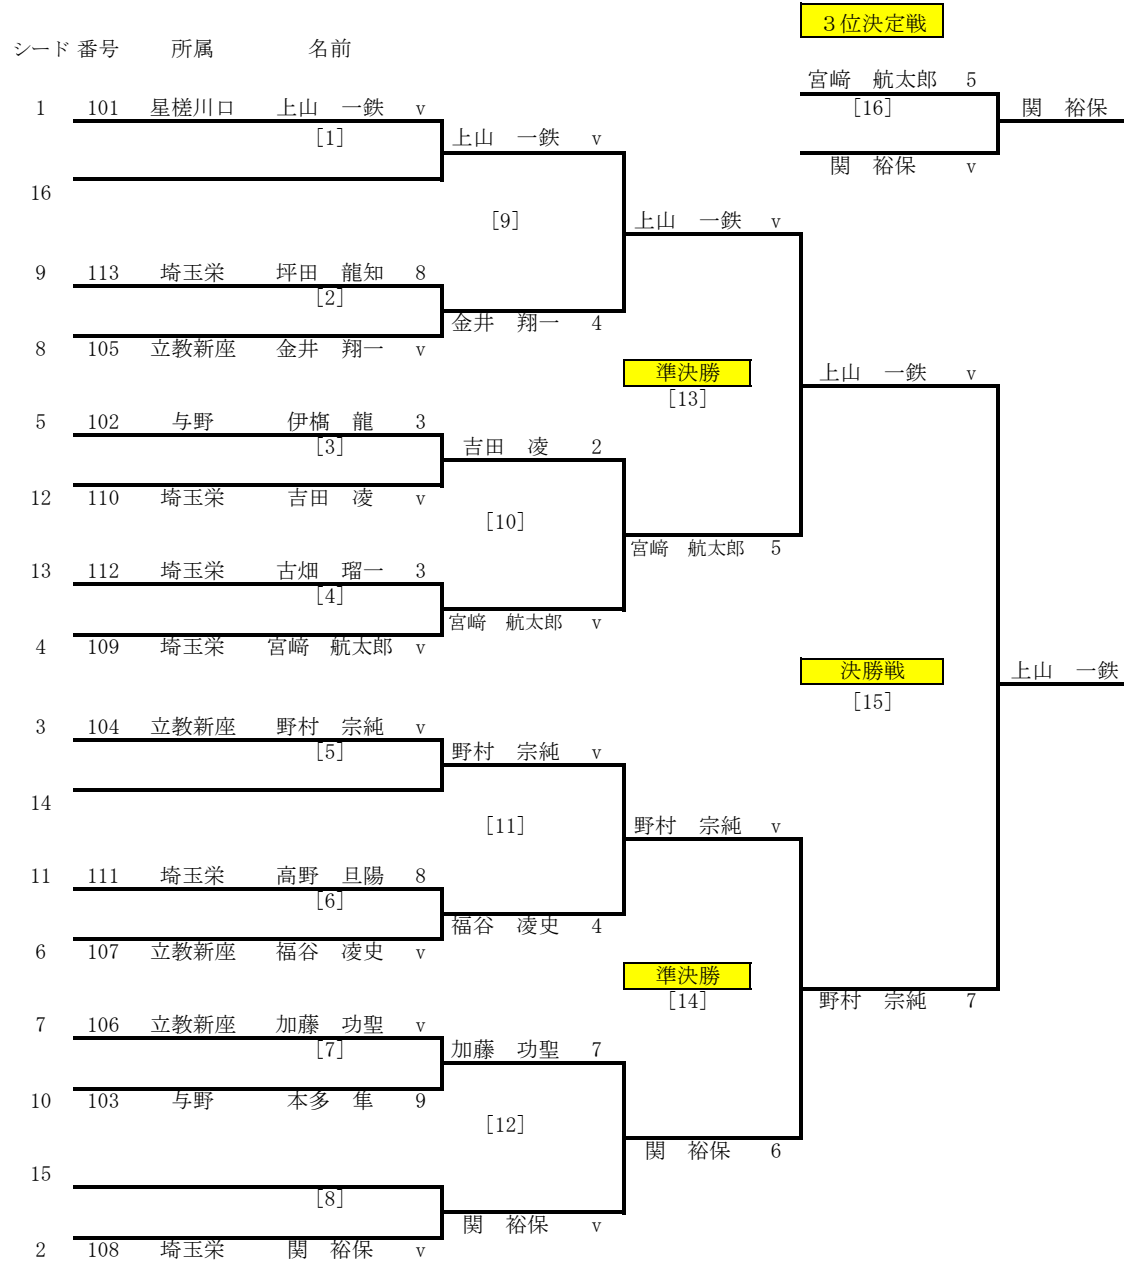 ３位決定戦
シード 番号 所属 名前
宮﨑 航太郎 5
1 101 星槎川口 上山 一鉄 v
[16]
関 裕保
[1]
上山 一鉄 v
関 裕保 v
16
[9]
上山 一鉄 v
9 113 埼玉栄 坪田 龍知 8
[2]
金井 翔一 4
8 105 立教新座 金井 翔一 v
準決勝
上山 一鉄 v
[13]
5 102 与野 伊檇 龍 3
[3]
吉田 凌 2
12 110 埼玉栄 吉田 凌 v
[10]
宮﨑 航太郎 5
13 112 埼玉栄 古畑 瑠一 3
[4]
宮﨑 航太郎 v
4 109 埼玉栄 宮﨑 航太郎 v
決勝戦
上山 一鉄
[15]
3 104 立教新座 野村 宗純 v
[5]
野村 宗純 v
14
[11]
野村 宗純 v
11 111 埼玉栄 高野 旦陽 8
[6]
福谷 凌史 4
6 107 立教新座 福谷 凌史 v
準決勝
[14]
野村 宗純 7
7 106 立教新座 加藤 功聖 v
[7]
加藤 功聖 7
10 103 与野 本多 隼 9
[12]
関 裕保 6
15
[8]
関 裕保 v
2 108 埼玉栄 関 裕保 v